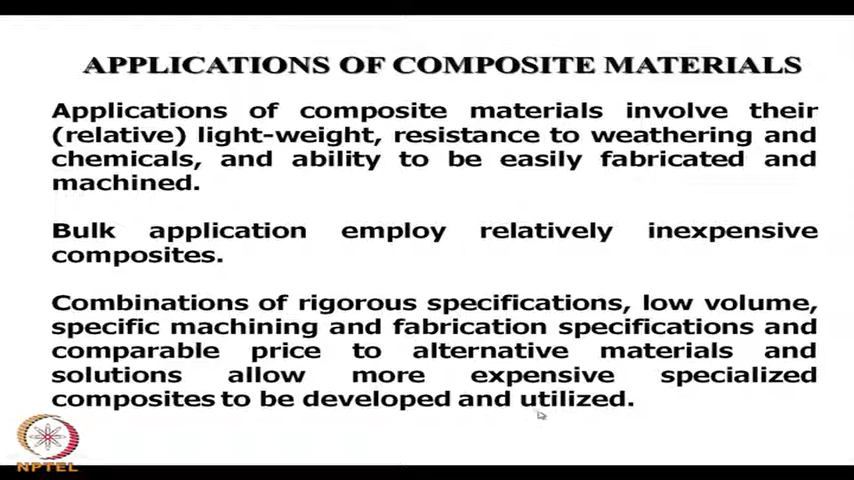 APPLICATIONS OF COMPOSITE MATERIALS
Applications of composite materials involve their
(relative) light-weight, resistance to weathering and
chemicals, and ability to be easily fabricated and
machined.
Bulk application employ relatively inexpensive
composites.
Combinations of rigorous specifications, low volume,
specific machining and fabrication specifications and
comparable price to alternative materials and
solutions allow more expensive specialized
composites to be developed and utilized.
NPTEL